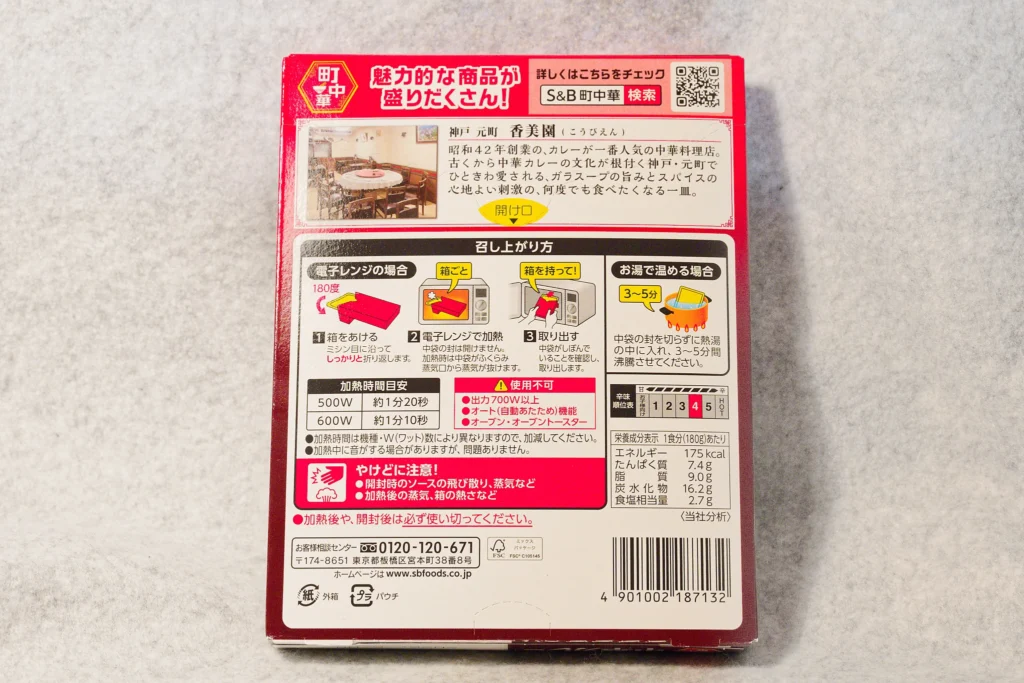 町中華
魅力的な商品が
盛りだくさん!
詳しくはこちらをチェック
S&B 町中華 検索
神戸 元町 香美園(こうびえん)
昭和42年創業の、カレーが一番人気の中華料理店。
古くから中華カレーの文化が根付く神戸・元町で
ひときわ愛される、ガラスープの旨みとスパイスの
心地よい刺激の、何度でも食べたくなる一皿。
開け口
召し上がり方
電子レンジの場合
180度
1 箱をあける
ミシン目に沿って
しっかりと折り返します。
箱ごと
2 電子レンジで加熱
中袋の封は開けません。
加熱時は中袋がふくらみ
蒸気口から蒸気が抜けます。
箱を持って!
3 取り出す
中袋がしぼんで
いることを確認し、
取り出します。
加熱時間目安
500W 約1分20秒
600W 約1分10秒
使用不可
●出力700W以上
●オート(自動あたため)機能
●オーブン・オーブントースター
●加熱時間は機種・W(ワット)数により異なりますので、加減してください。
●加熱中に音がする場合がありますが、問題ありません。
やけどに注意!
●開封時のソースの飛び散り、蒸気など
●加熱後の蒸気、箱の熱さなど
●加熱後や、開封後は必ず使い切ってください。
お湯で温める場合
3〜5分
中袋の封を切らずに熱湯
の中に入れ、3〜5分間
沸騰させてください。
辛味
順位表
甘 辛
お子様向け 1 2 3 4 5 HOT
栄養成分表示 1食分(180g)あたり
エネルギー 175kcal
たんぱく質 7.4g
脂質 9.0g
炭水化物 16.2g
食塩相当量 2.7g
〈当社分析〉
お客様相談センター 0120-120-671
〒174-8651 東京都板橋区宮本町38番8号
ホームページは www.sbfoods.co.jp
FSC
ミックス
パッケージ
紙 外箱
プラ パウチ
4 901002 187132